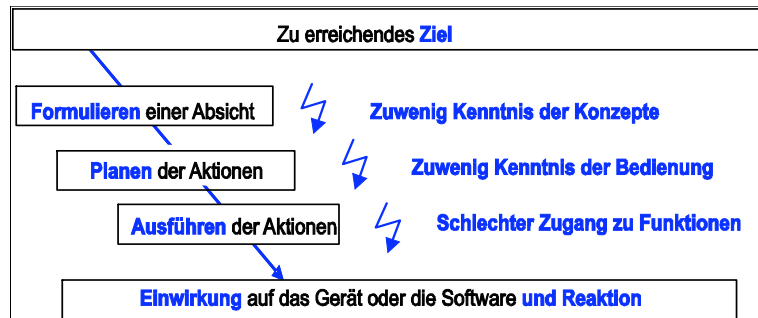 Zu erreichendes Ziel
Formulieren einer Absicht
Zuwenig Kenntnis der Konzepte
Planen der Aktionen
Zuwenig Kenntnis der Bedienung
Ausführen der Aktionen
Schlechter Zugang zu Funktionen
Einwirkung auf das Gerät oder die Software und Reaktion